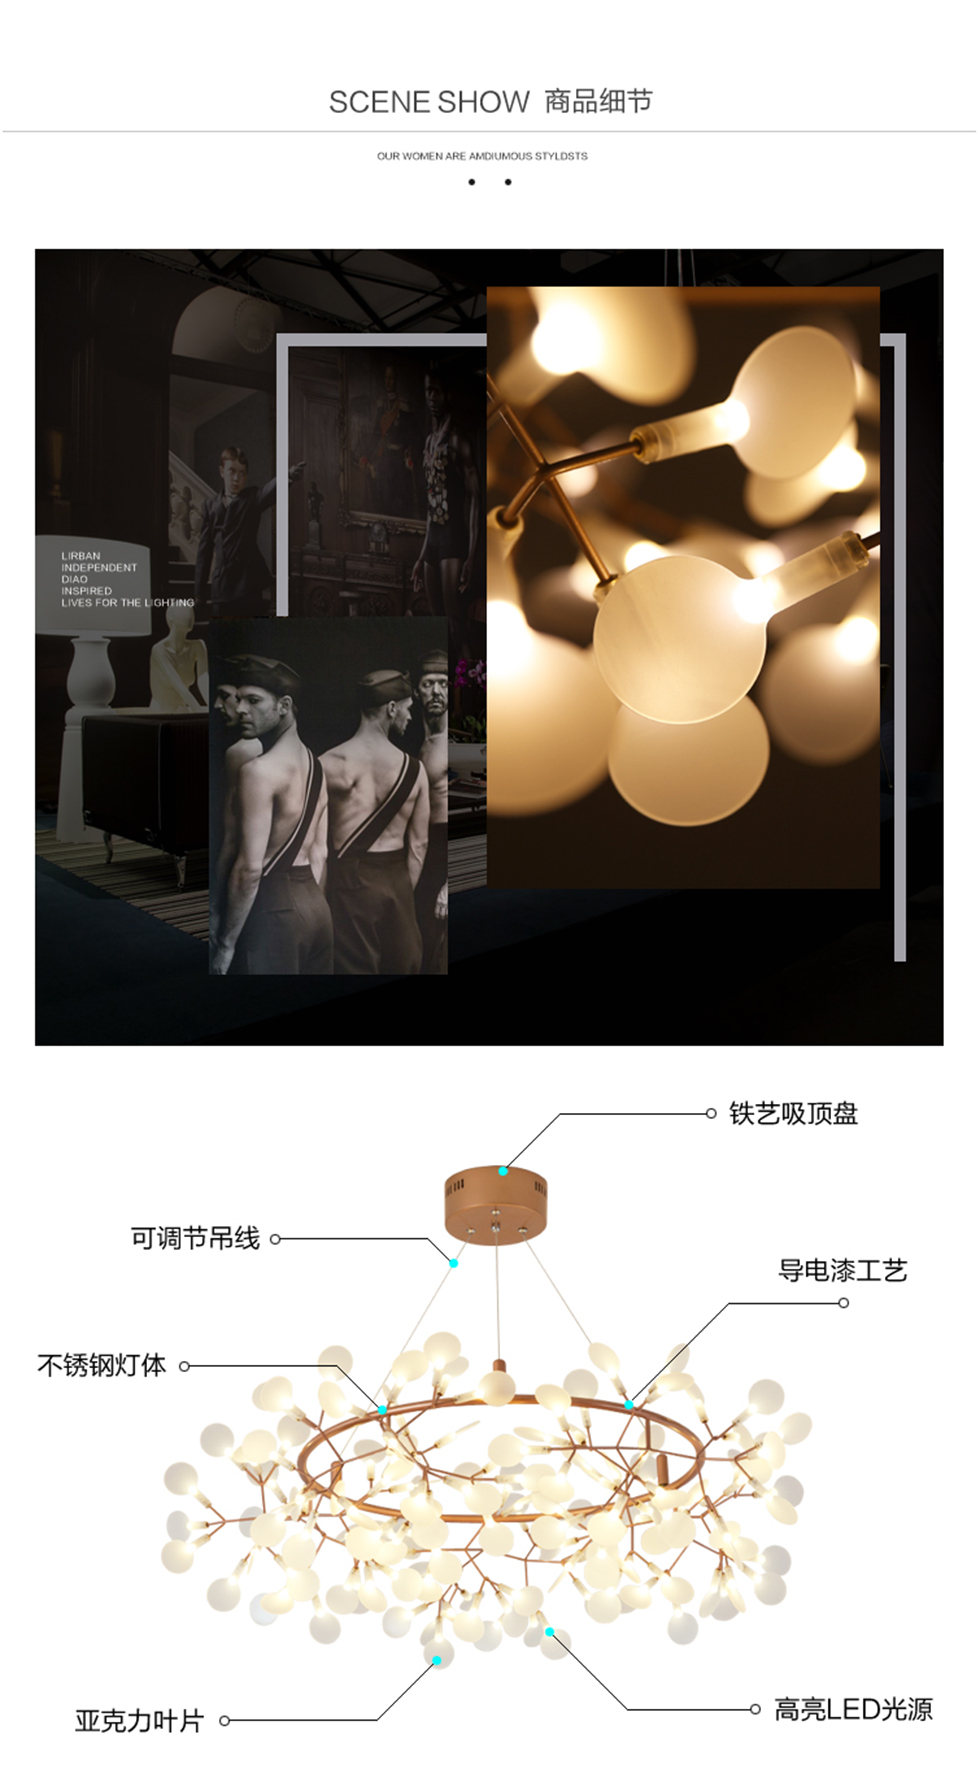 SCENE SHOW 商品细节
OUR WOMEN ARE AMDIUMOUS STYLDSTS
LIRBAN
INDEPENDENT
DIAO
INSPIRED
LIVES FOR THE LIGHTING
铁艺吸顶盘
可调节吊线
导电漆工艺
不锈钢灯体
亚克力叶片
高亮LED光源